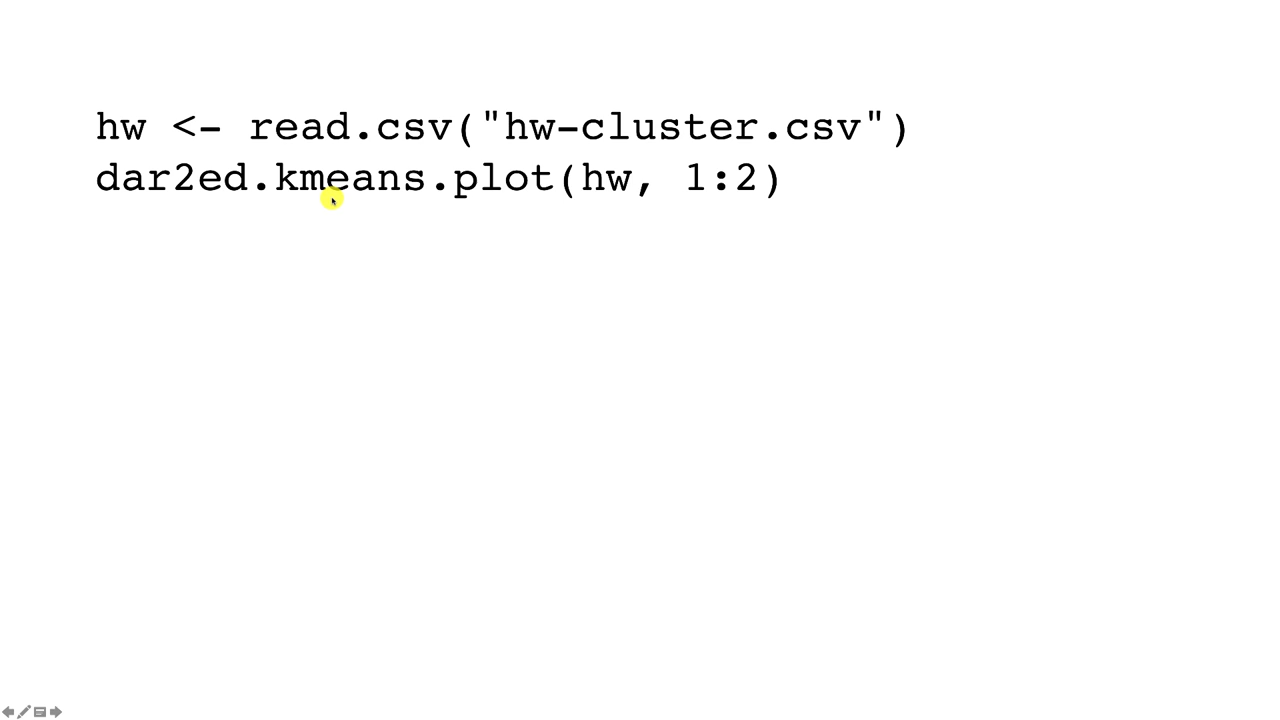 hw <- read.csv("hw-cluster.csv")
dar2ed.kmeans.plot(hw, 1:2)